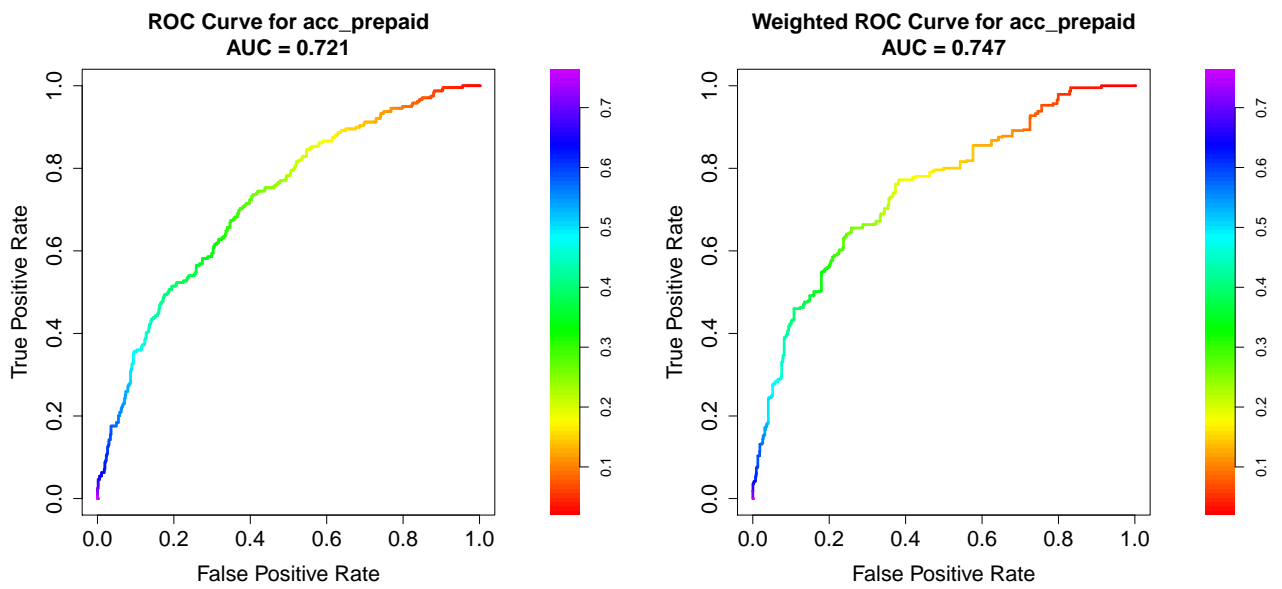 ROC Curve for acc_prepaid
AUC = 0.721
True Positive Rate
1.0
0.8
0.6
0.4
0.2
0.0
0.0 0.2 0.4 0.6 0.8 1.0
False Positive Rate
0.7
0.6
0.5
0.4
0.3
0.2
0.1
Weighted ROC Curve for acc_prepaid
AUC = 0.747
True Positive Rate
1.0
0.8
0.6
0.4
0.2
0.0
0.0 0.2 0.4 0.6 0.8 1.0
False Positive Rate
0.7
0.6
0.5
0.4
0.3
0.2
0.1